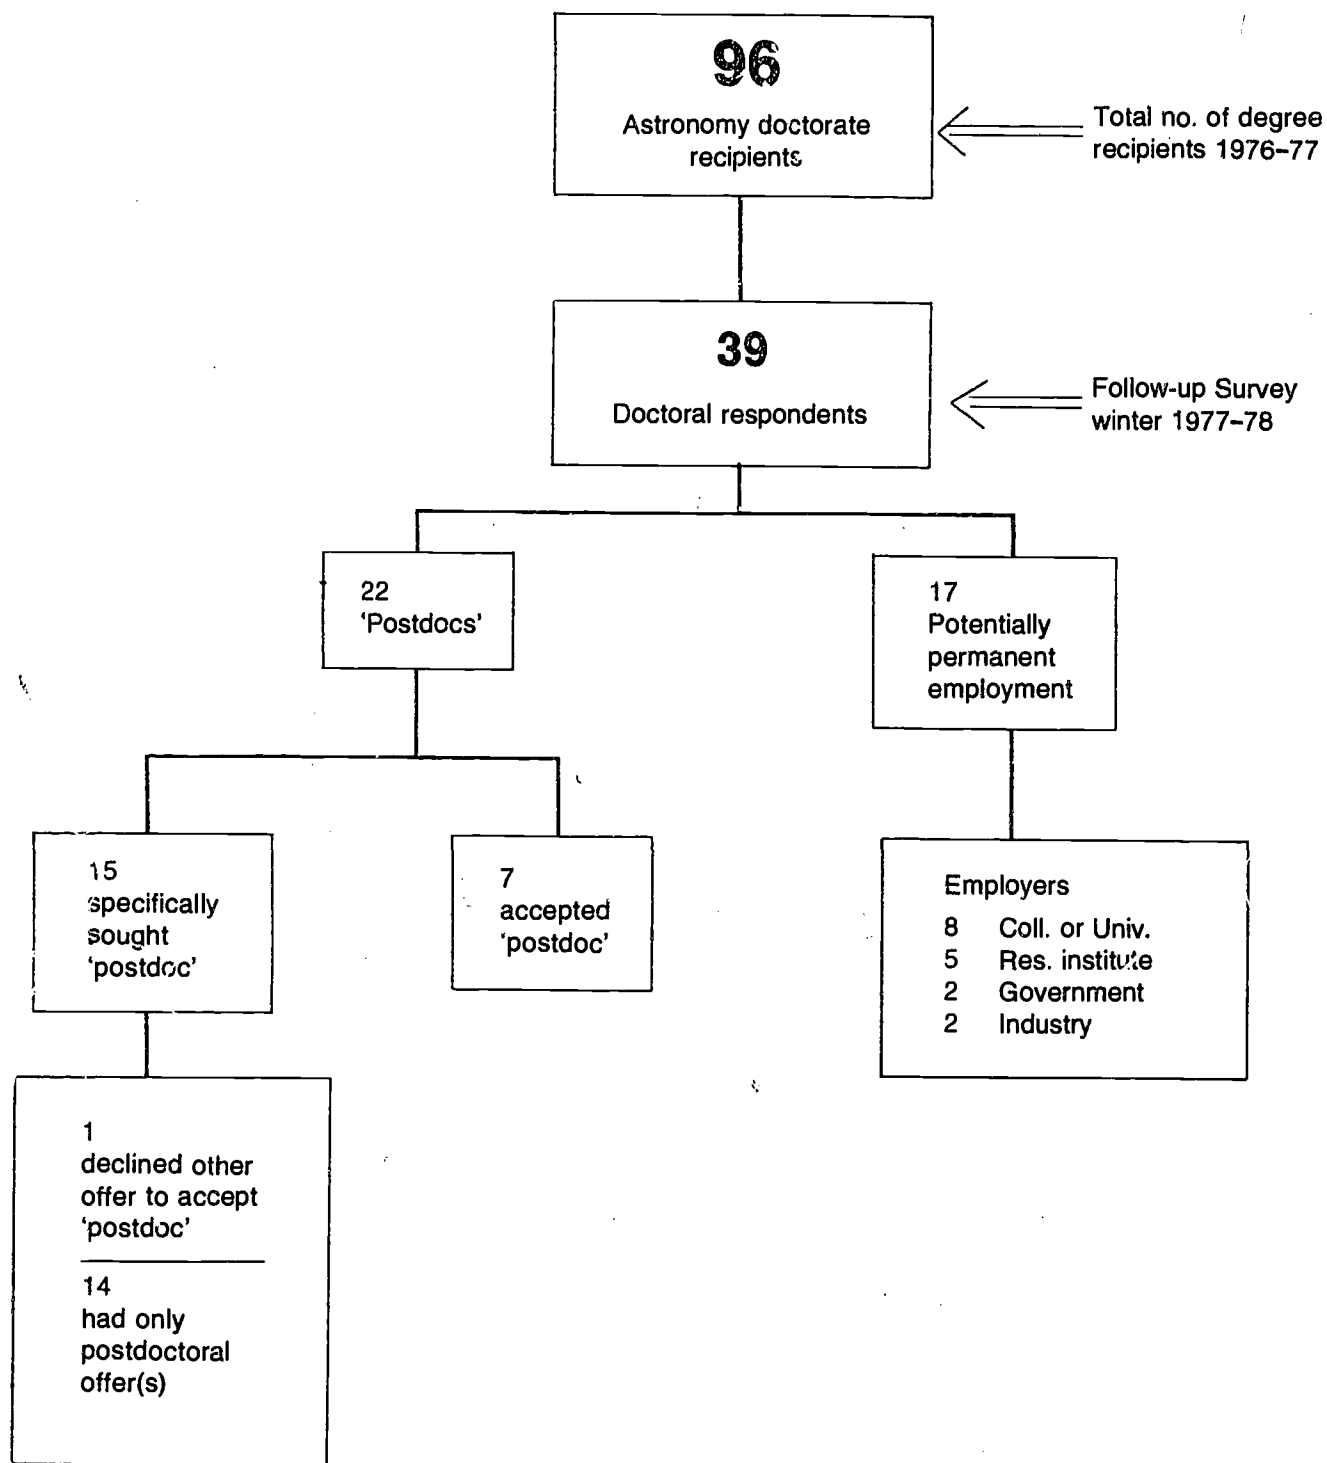 96
Astronomy doctorate
recipients
Total no. of degree
recipients 1976–77
39
Doctoral respondents
Follow-up Survey
winter 1977–78
22
‘Postdocs’
17
Potentially
permanent
employment
15
specifically
sought
‘postdoc’
7
accepted
‘postdoc’
Employers
8 Coll. or Univ.
5 Res. institute
2 Government
2 Industry
1
declined other
offer to accept
‘postdoc’
14
had only
postdoctoral
offer(s)